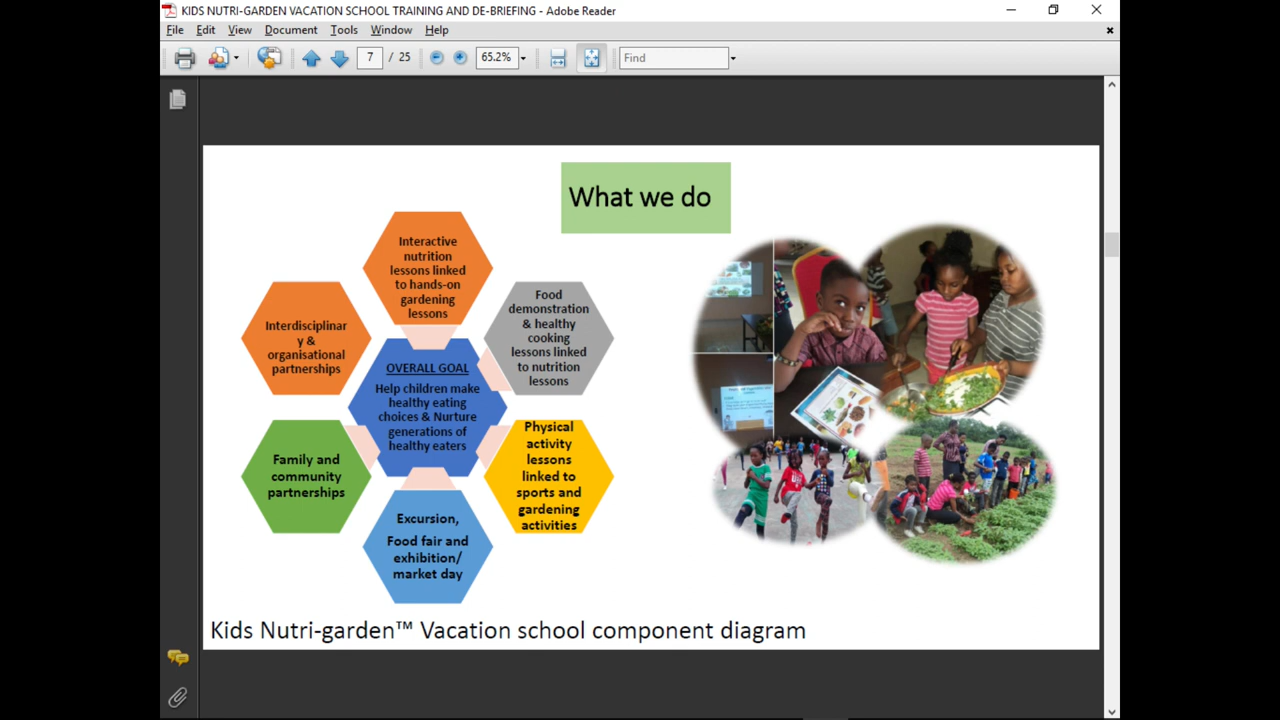 KIDS NUTRI-GARDEN VACATION SCHOOL TRAINING AND DE-BRIEFING - Adobe Reader
File Edit View Document Tools Window Help
7 / 25 65.2% Find
What we do
Interactive
nutrition
lessons linked
to hands-on
gardening
lessons
Interdisciplinar
y &
organisational
partnerships
Food
demonstration
& healthy
cooking
lessons linked
to nutrition
lessons
OVERALL GOAL
Help children make
healthy eating
choices & Nurture
generations of
healthy eaters
Family and
community
partnerships
Physical
activity
lessons
linked to
sports and
gardening
activities
Excursion,
Food fair and
exhibition/
market day
Kids Nutri-garden™ Vacation school component diagram